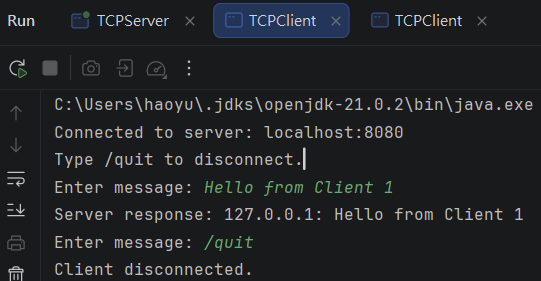 Run TCPServer TCPClient TCPClient
C:\Users\haoyu\.jdks\openjdk-21.0.2\bin\java.exe
Connected to server: localhost:8080
Type /quit to disconnect.
Enter message: Hello from Client 1
Server response: 127.0.0.1: Hello from Client 1
Enter message: /quit
Client disconnected.